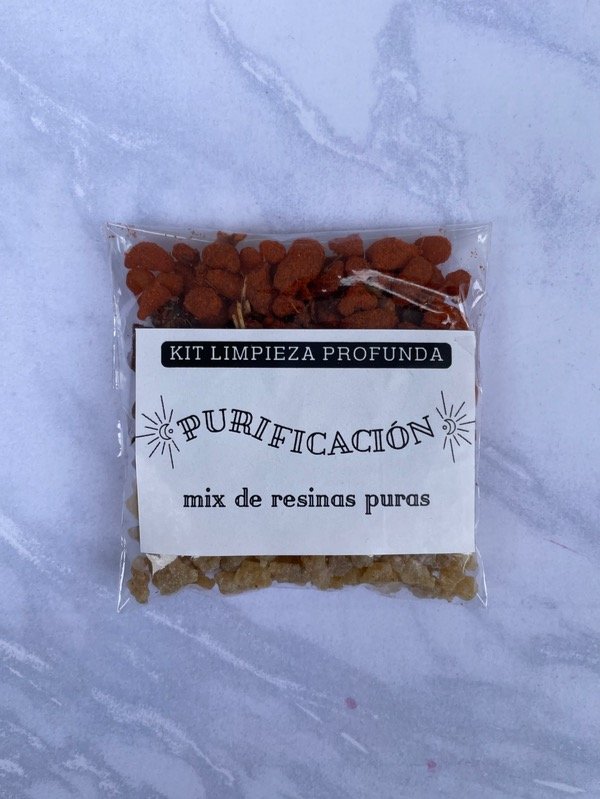 KIT LIMPIEZA PROFUNDA
PURIFICACIÓN
mix de resinas puras